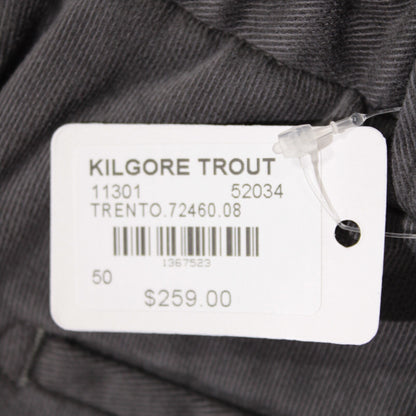 KILGORE TROUT
11301 52034
TRENTO.72460.08
1367523
50
$259.00